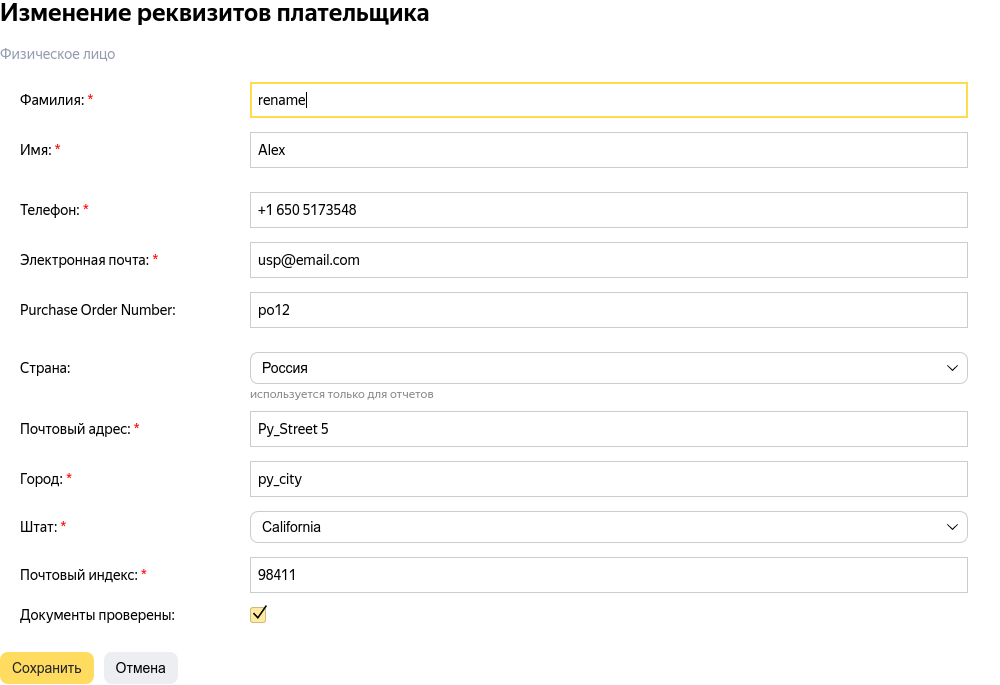 Изменение реквизитов плательщика
Физическое лицо
Фамилия: * rename
Имя: * Alex
Телефон: * +1 650 5173548
Электронная почта: * usp@email.com
Purchase Order Number: po12
Страна: Россия
используется только для отчетов
Почтовый адрес: * Py_Street 5
Город: * py_city
Штат: * California
Почтовый индекс: * 98411
Документы проверены:
Сохранить Отмена